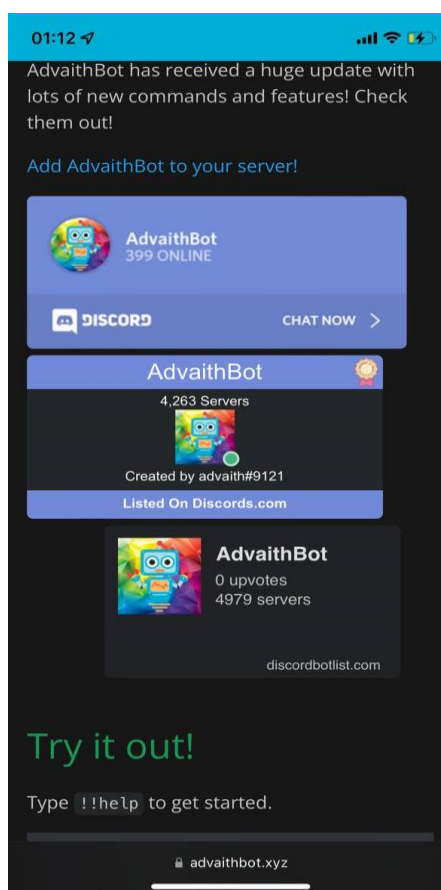 01:12
AdvaithBot has received a huge update with
lots of new commands and features! Check
them out!
Add AdvaithBot to your server!
AdvaithBot
399 ONLINE
DISCORD
CHAT NOW
AdvaithBot
4,263 Servers
Created by advaith#9121
Listed On Discords.com
AdvaithBot
0 upvotes
4979 servers
discordbotlist.com
Try it out!
Type !!help to get started.
advaithbot.xyz